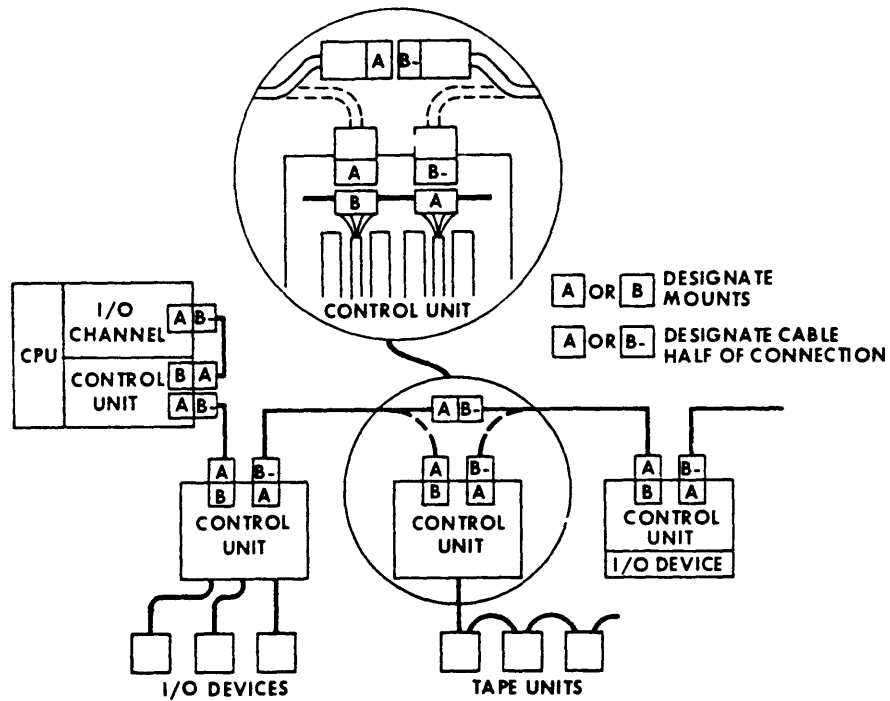 A B-
A B-
B A
CONTROL UNIT
A OR B DESIGNATE
MOUNTS
A OR B- DESIGNATE CABLE
HALF OF CONNECTION
CPU
I/O
CHANNEL
A B-
CONTROL
UNIT
B A
A B-
A B-
A B-
B A
CONTROL
UNIT
A B-
B A
CONTROL
UNIT
A B-
B A
CONTROL
UNIT
I/O DEVICE
I/O DEVICES
TAPE UNITS